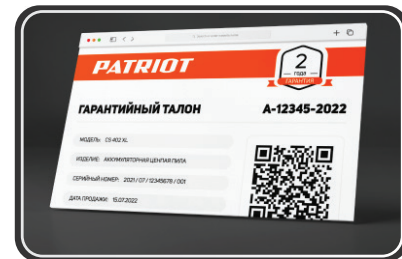 PATRIOT
2
ГОДА
ГАРАНТИЯ
ГАРАНТИЙНЫЙ ТАЛОН
A-12345-2022
МОДЕЛЬ: CS 402 XL
ИЗДЕЛИЕ: АККУМУЛЯТОРНАЯ ЦЕПНАЯ ПИЛА
СЕРИЙНЫЙ НОМЕР: 2021 / 07 / 12345678 / 001
ДАТА ПРОДАЖИ: 15.07.2022